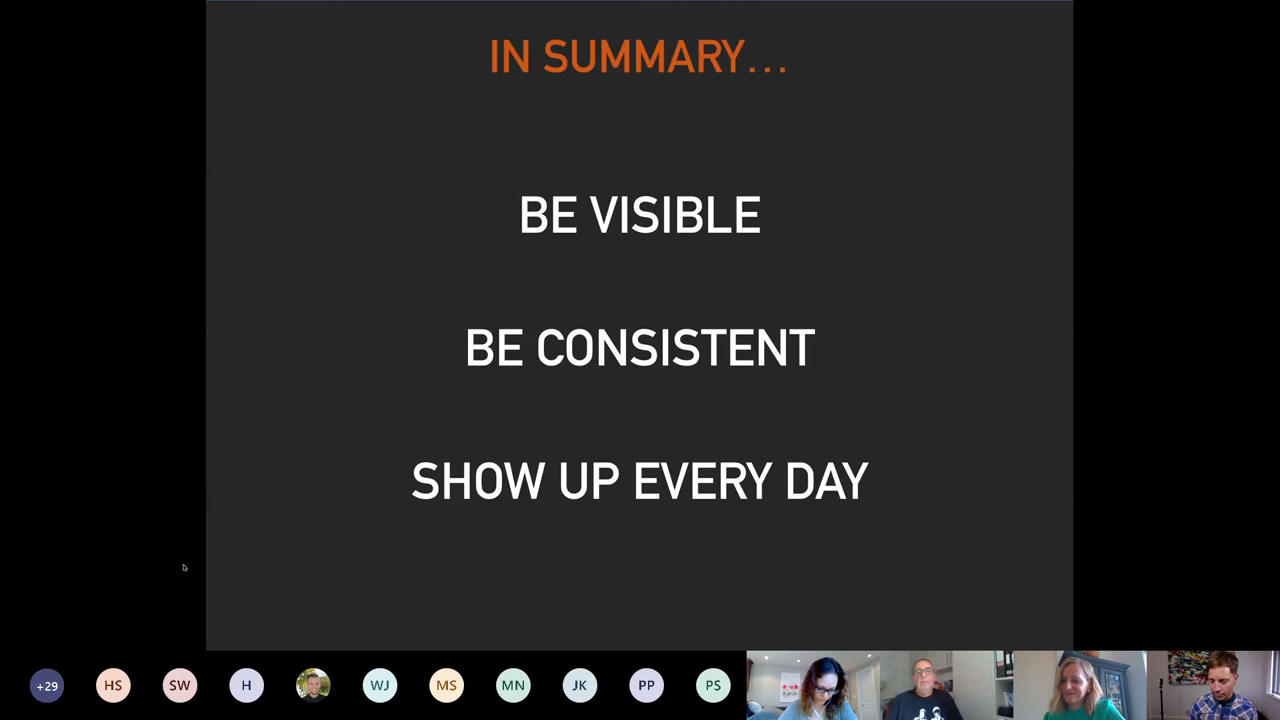 IN SUMMARY...
BE VISIBLE
BE CONSISTENT
SHOW UP EVERY DAY
+29
HS
SW
H
WJ
MS
MN
JK
PP
PS